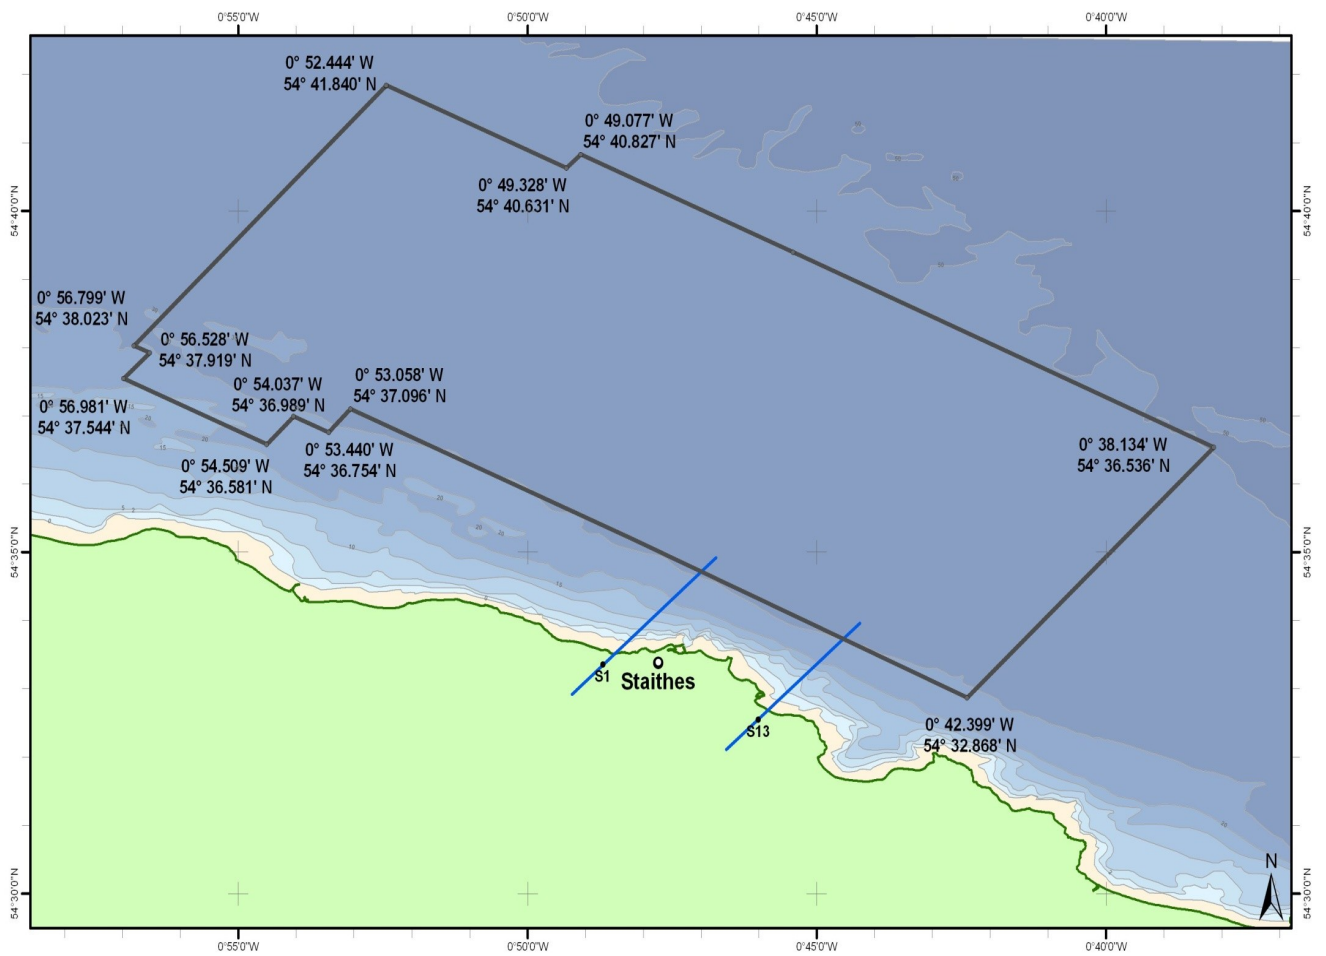 0°55'0"W
0°50'0"W
0°45'0"W
0°40'0"W
0° 52.444' W
54° 41.840' N
0° 49.077' W
54° 40.827' N
0° 49.328' W
54° 40.631' N
54°40'0"N
54°40'0"N
0° 56.799' W
54° 38.023' N
0° 56.528' W
54° 37.919' N
0° 53.058' W
54° 37.096' N
0° 54.037' W
54° 36.989' N
0° 56.981' W
54° 37.544' N
0° 53.440' W
54° 36.754' N
0° 54.509' W
54° 36.581' N
0° 38.134' W
54° 36.536' N
54°35'0"N
54°35'0"N
S1
Staithes
S13
0° 42.399' W
54° 32.868' N
N
54°30'0"N
54°30'0"N
0°55'0"W
0°50'0"W
0°45'0"W
0°40'0"W